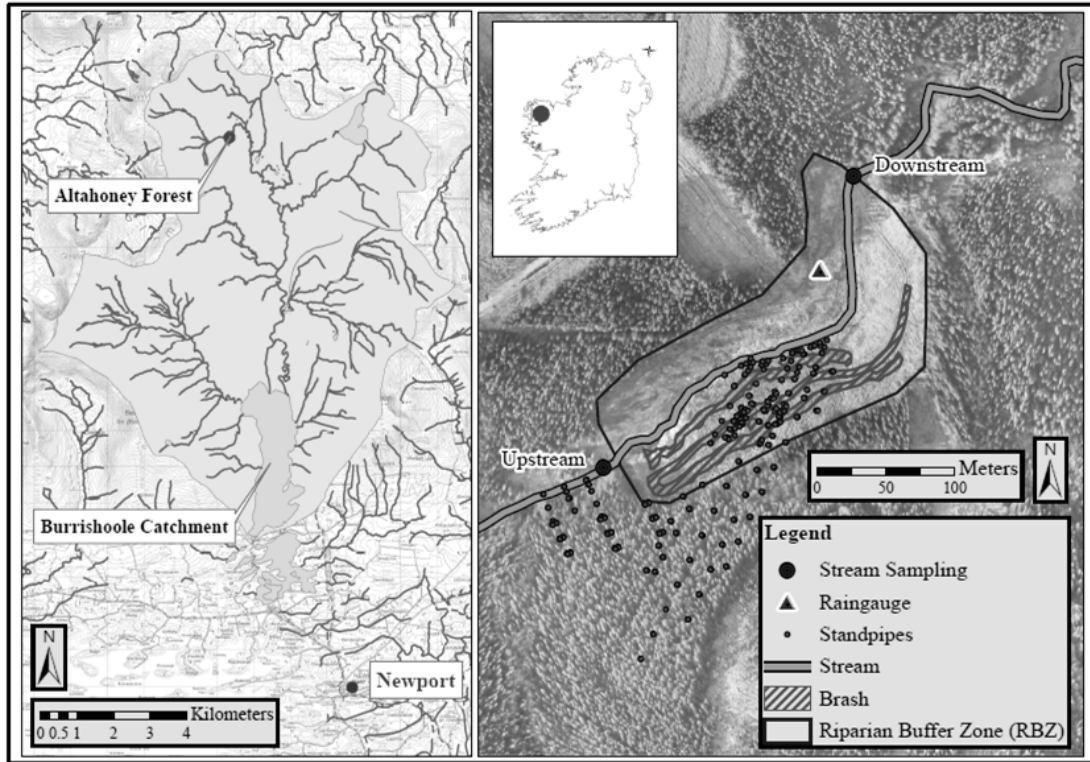 Altahoney Forest
Burrishoole Catchment
Newport
N
Kilometers
0 0.5 1 2 3 4
Downstream
Upstream
Meters
0 50 100
N
Legend
Stream Sampling
Raingauge
Standpipes
Stream
Brash
Riparian Buffer Zone (RBZ)